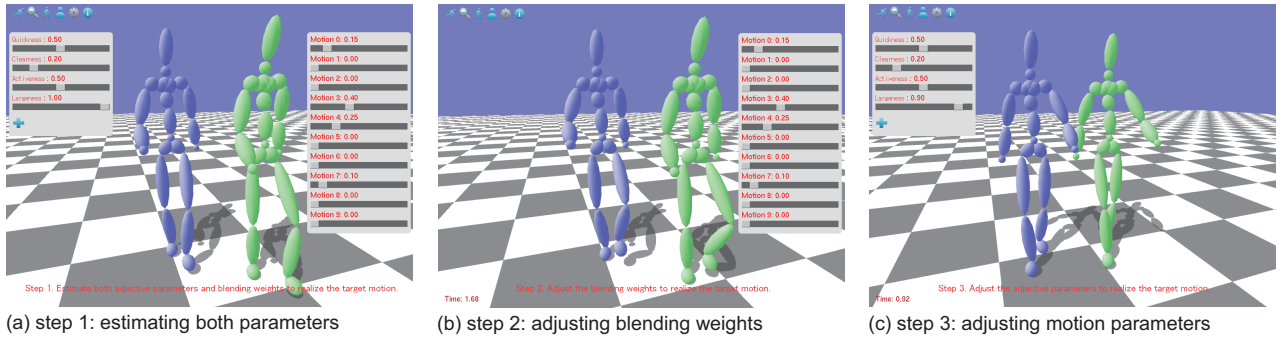 Quickness : 0.50
Clearness : 0.20
Activeness : 0.50
Largeness : 1.00
Motion 0: 0.15
Motion 1: 0.00
Motion 2: 0.00
Motion 3: 0.40
Motion 4: 0.25
Motion 5: 0.00
Motion 6: 0.00
Motion 7: 0.10
Motion 8: 0.00
Motion 9: 0.00
Step 1. Estimate both adjective parameters and blending weights to realize the target motion.
(a) step 1: estimating both parameters
Motion 0: 0.15
Motion 1: 0.00
Motion 2: 0.00
Motion 3: 0.40
Motion 4: 0.25
Motion 5: 0.00
Motion 6: 0.00
Motion 7: 0.10
Motion 8: 0.00
Motion 9: 0.00
Step 2. Adjust the blending weights to realize the target motion.
Time: 1.68
(b) step 2: adjusting blending weights
Quickness : 0.50
Clearness : 0.20
Activeness : 0.50
Largeness : 0.90
Step 3. Adjust the adjective parameters to realize the target motion.
Time: 0.92
(c) step 3: adjusting motion parameters